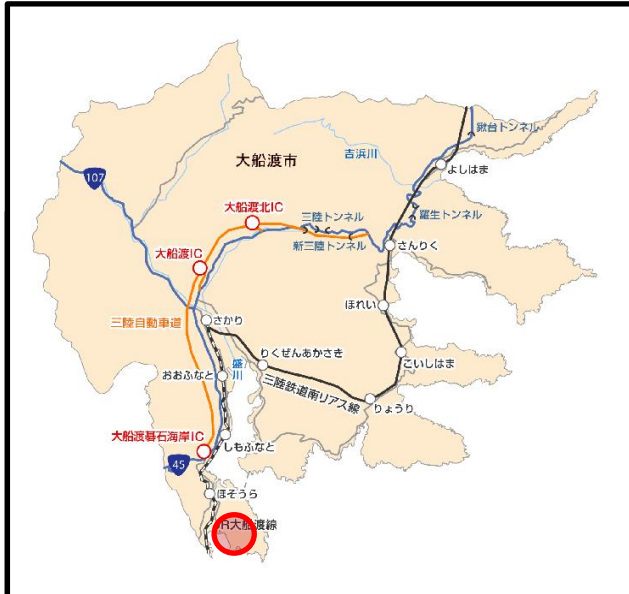 鍬台トンネル
吉浜川
大船渡市
よしはま
107
大船渡北IC
三陸トンネル
羅生トンネル
新三陸トンネル
さんりく
大船渡IC
ほれい
三陸自動車道
さかり
りくぜんあかさき
こいしはま
盛川
おおふなと
三陸鉄道南リアス線
りょうり
大船渡碁石海岸IC
しもふなと
45
ほそうら
R大船渡線